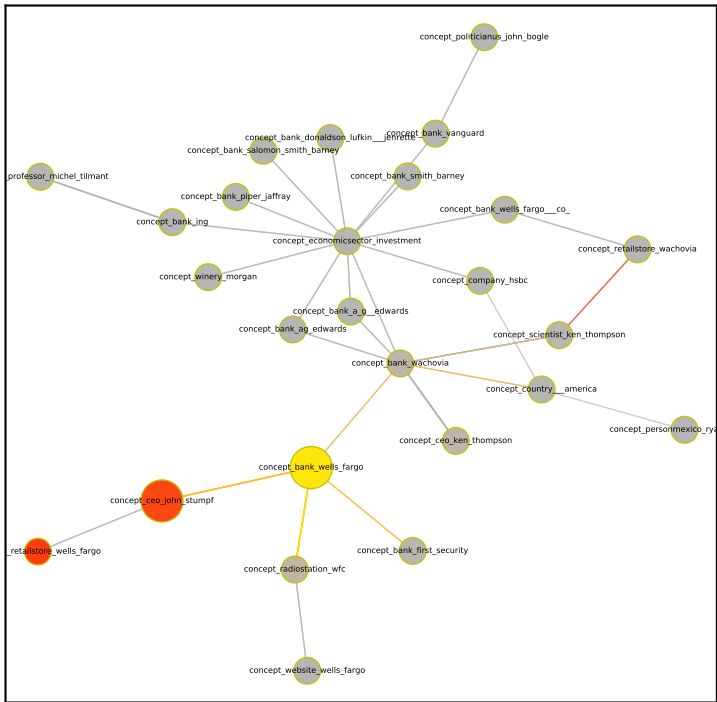 concept_politicianus_john_bogle
concept_bank_vanguard
concept_bank_donaldson_lufkin___jenrette
concept_bank_salomon_smith_barney
_professor_michel_tilmant
concept_bank_smith_barney
concept_bank_piper_jaffray
concept_bank_wells_fargo___co_
concept_bank_ing
concept_economicsector_investment
concept_retailstore_wachovia
concept_winery_morgan
concept_company_hsbc
concept_bank_a_g__edwards
concept_bank_ag_edwards
concept_scientist_ken_thompson
concept_bank_wachovia
concept_country___america
concept_personmexico_rya
concept_ceo_ken_thompson
concept_bank_wells_fargo
concept_ceo_john_stumpf
_retailstore_wells_fargo
concept_bank_first_security
concept_radiostation_wfc
concept_website_wells_fargo